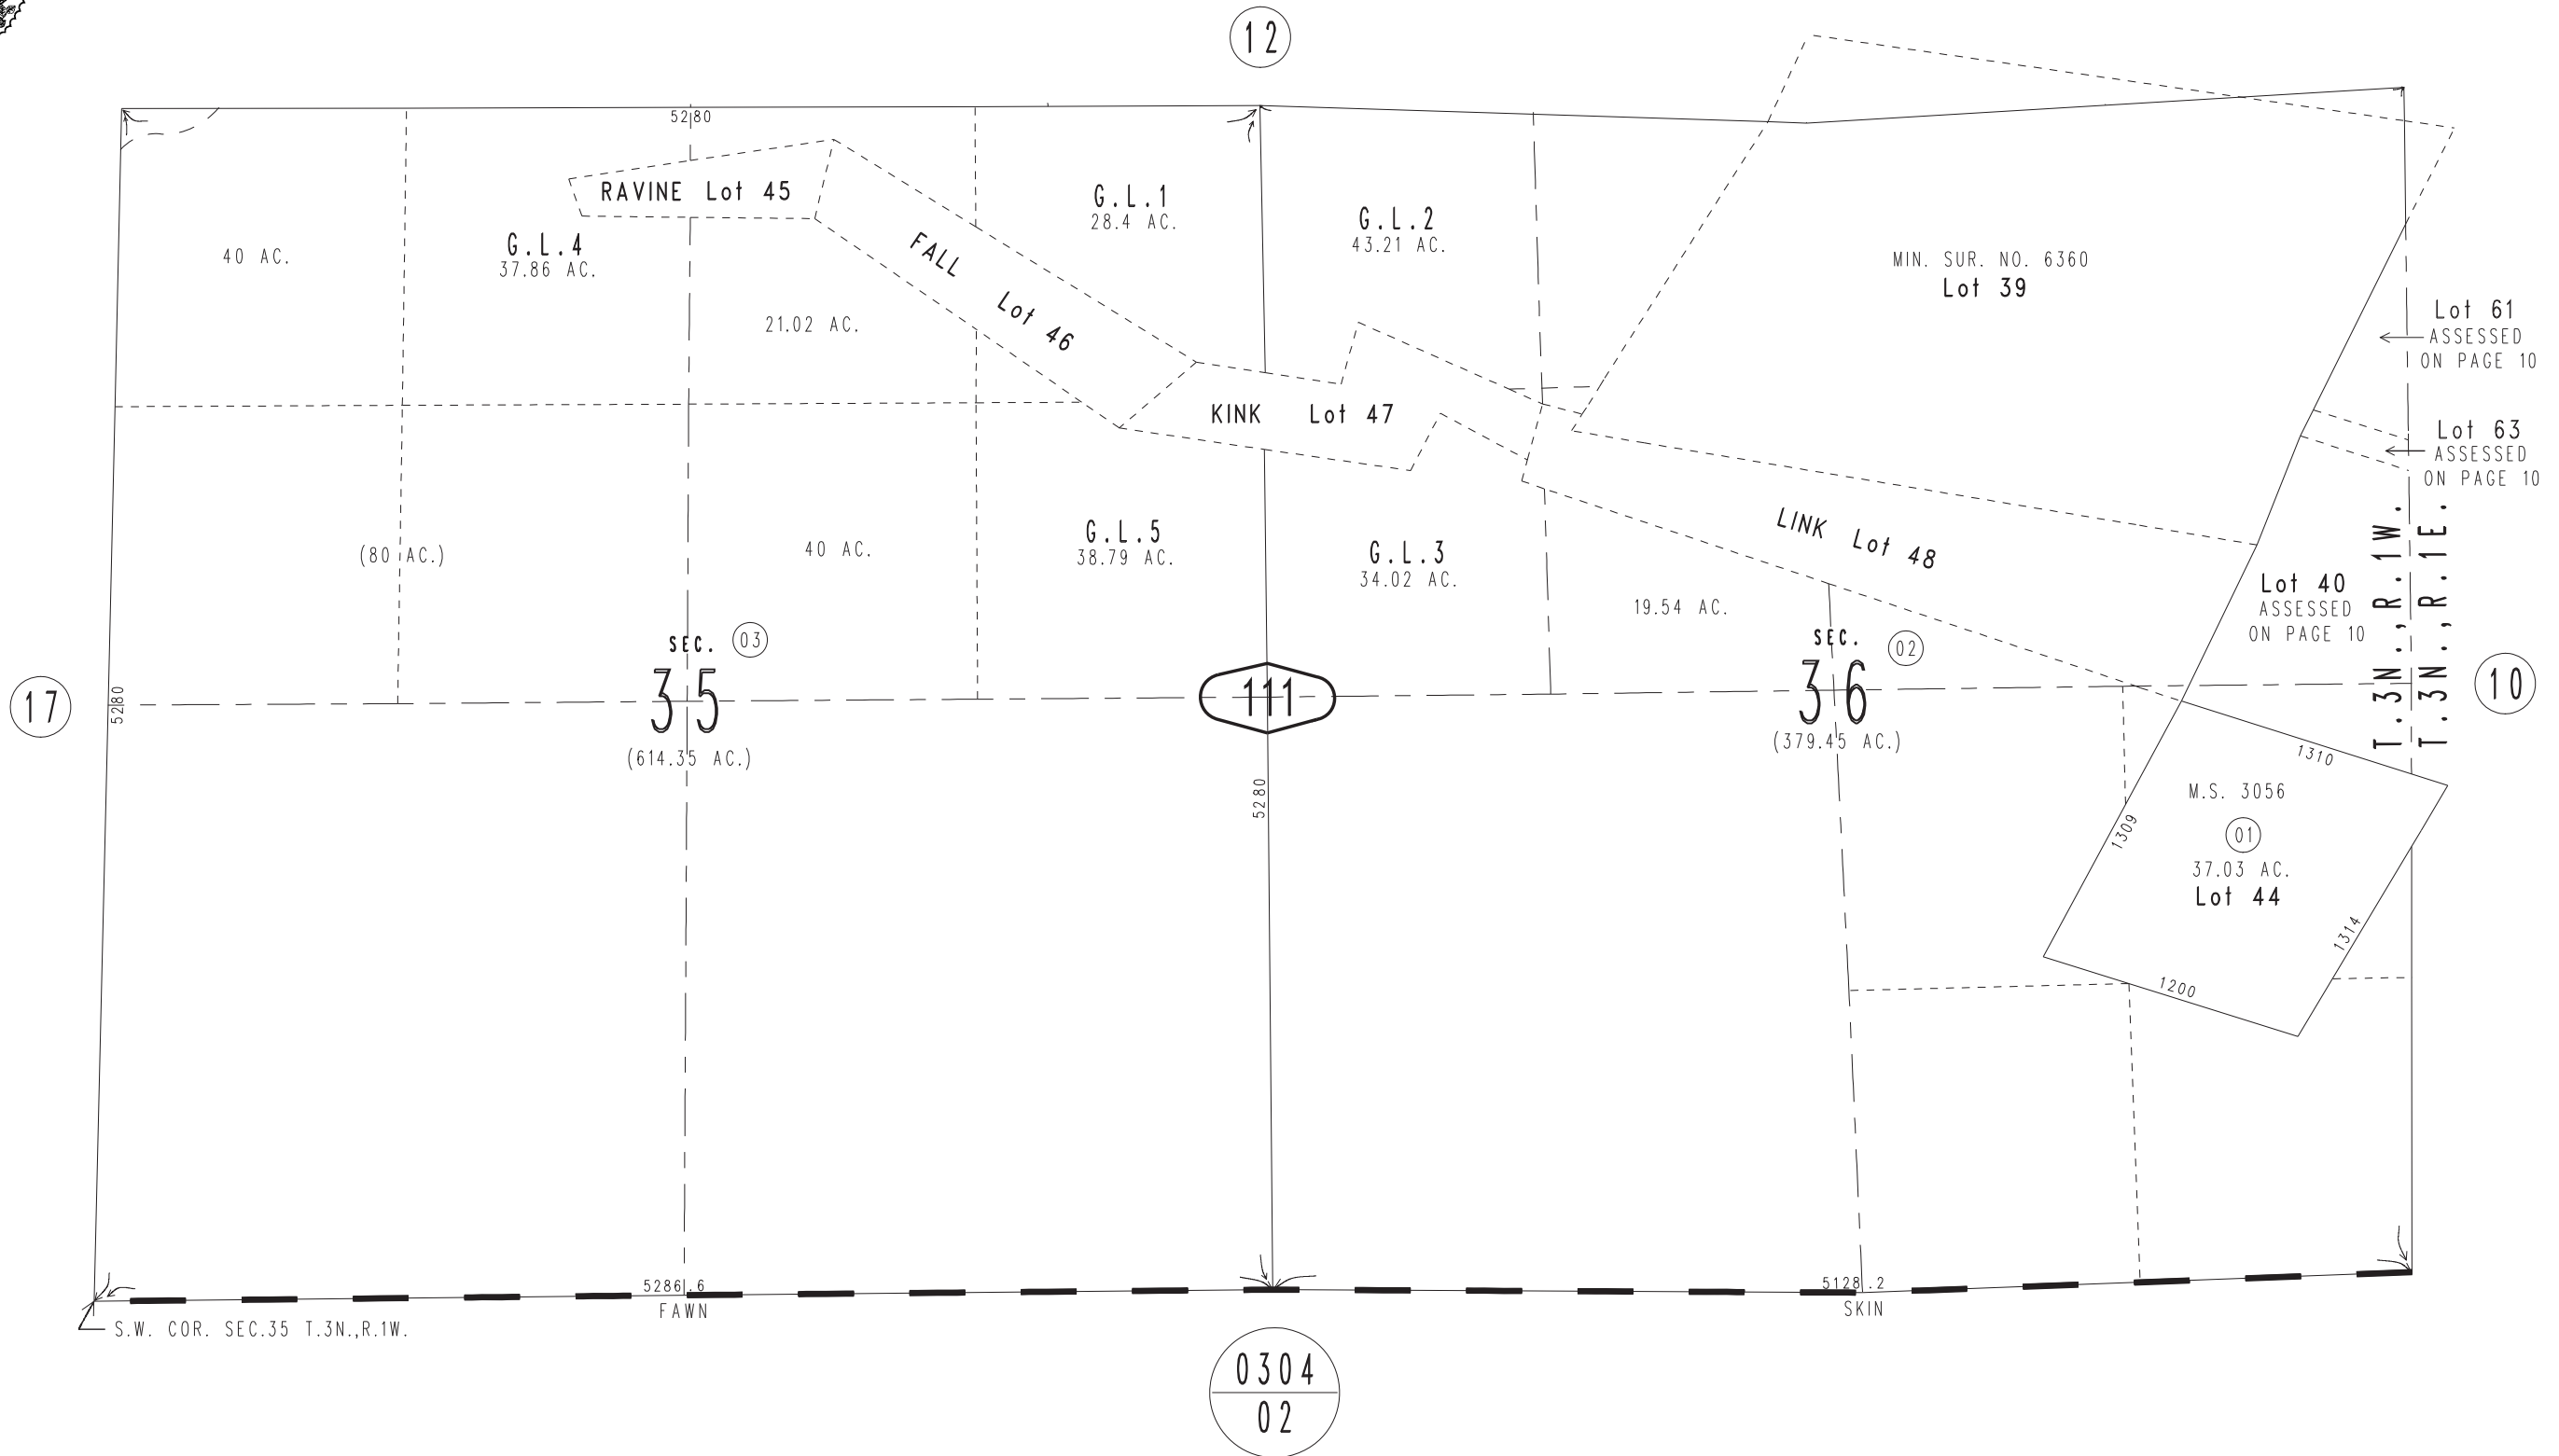 12
5280
RAVINE Lot 45
G.L.1
28.4 AC.
G.L.2
43.21 AC.
40 AC.
G.L.4
37.86 AC.
FALL Lot 46
21.02 AC.
MIN. SUR. NO. 6360
Lot 39
Lot 61
ASSESSED
ON PAGE 10
KINK Lot 47
Lot 63
ASSESSED
ON PAGE 10
(80 AC.)
40 AC.
G.L.5
38.79 AC.
G.L.3
34.02 AC.
LINK Lot 48
19.54 AC.
Lot 40
ASSESSED
ON PAGE 10
T.3N.,R.1W.
T.3N.,R.1E.
SEC. 03
35
(614.35 AC.)
SEC. 02
36
(379.45 AC.)
17
5280
111
5280
10
1310
M.S. 3056
01
37.03 AC.
Lot 44
1309
1314
1200
5286.6
FAWN
5128.2
SKIN
S.W. COR. SEC.35 T.3N.,R.1W.
0304
02